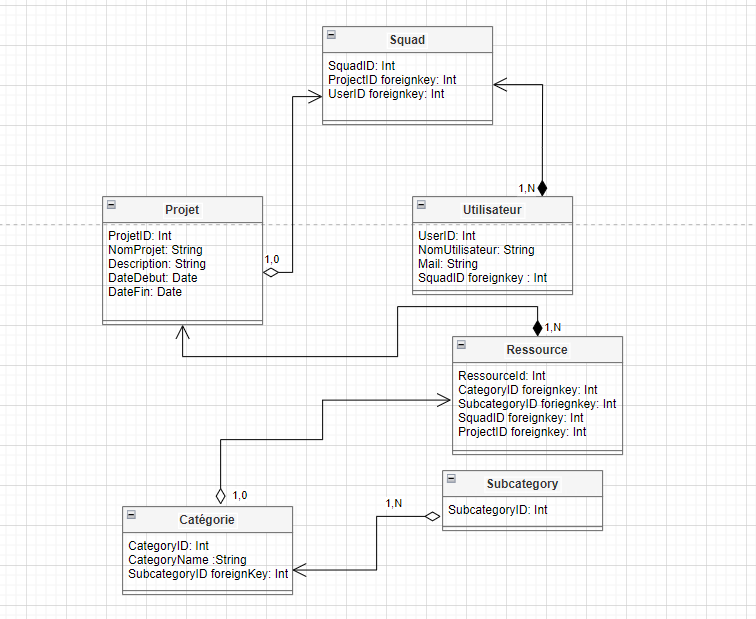 Squad
SquadID: Int
ProjectID foreignkey: Int
UserID foreignkey: Int
1,N
Projet
ProjetID: Int
NomProjet: String
Description: String
DateDebut: Date
DateFin: Date
1,0
Utilisateur
UserID: Int
NomUtilisateur: String
Mail: String
SquadID foreignkey : Int
1,N
Ressource
RessourceId: Int
CategoryID foreignkey: Int
SubcategoryID foriegnkey: Int
SquadID foreignkey: Int
ProjectID foreignkey: Int
1,0
Catégorie
CategoryID: Int
CategoryName :String
SubcategoryID foreignKey: Int
1,N
Subcategory
SubcategoryID: Int